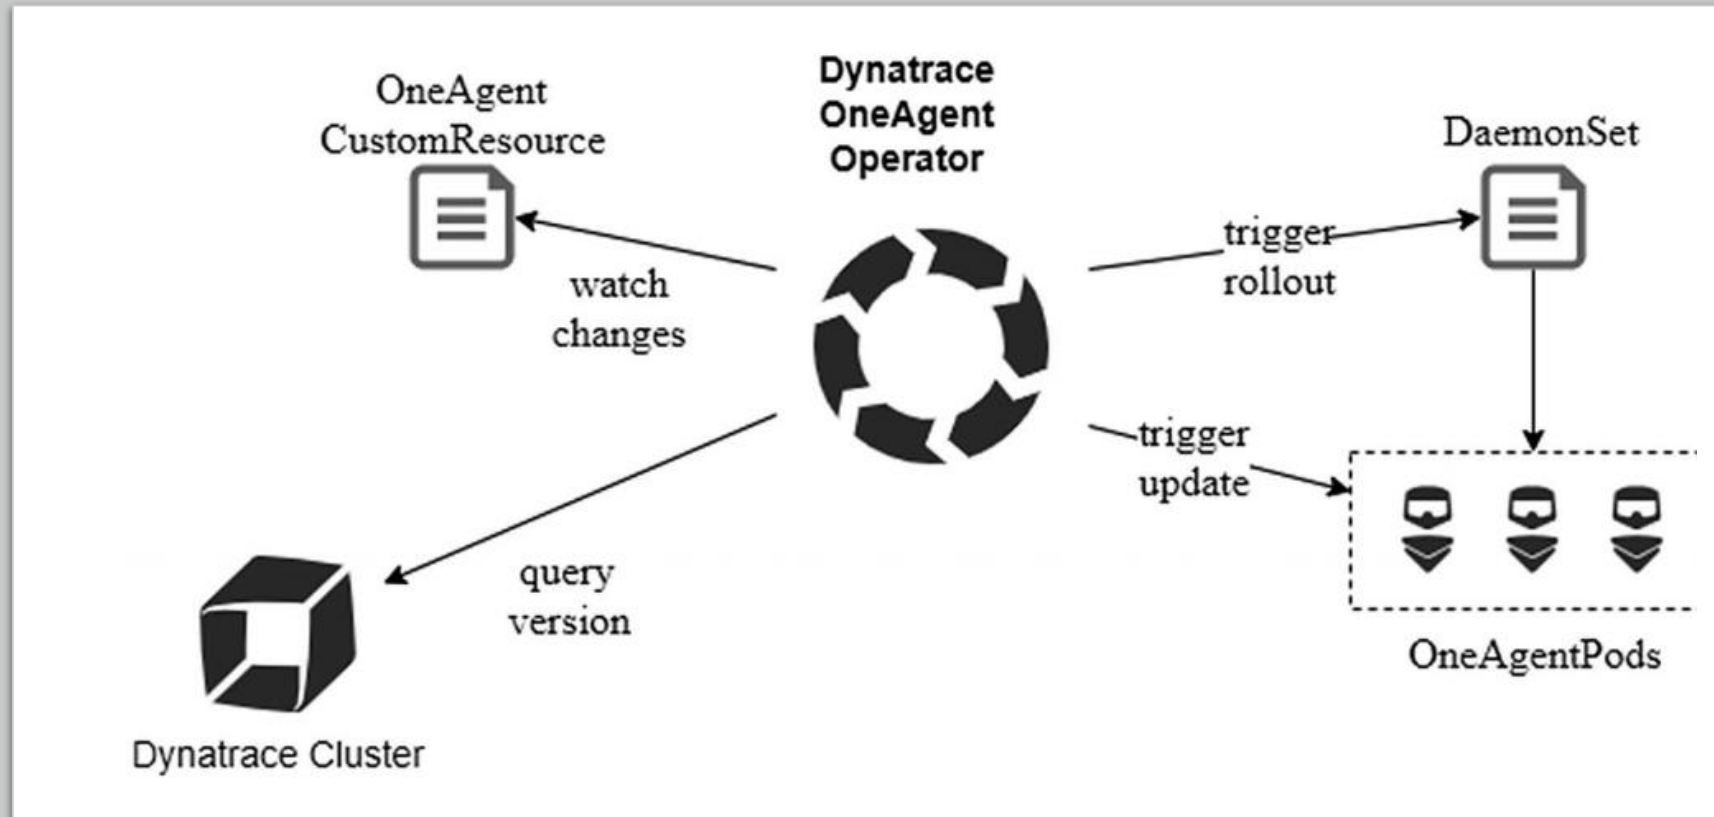 OneAgent
CustomResource
Dynatrace
OneAgent
Operator
DaemonSet
watch
changes
trigger
rollout
trigger
update
query
version
OneAgentPods
Dynatrace Cluster